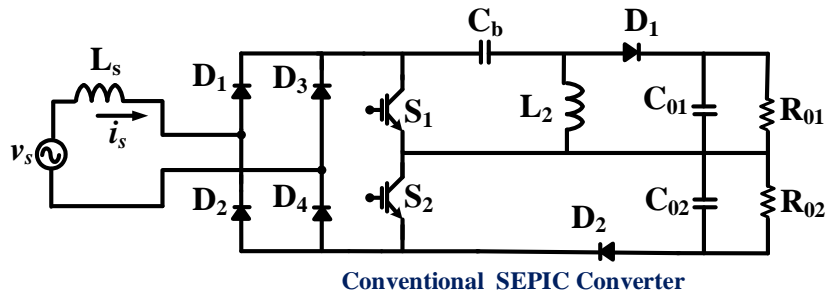 C_b
D_1
L_s
D_1
D_3
L_2
C_01
R_01
S_1
i_s
v_s
D_2
D_4
S_2
C_02
R_02
D_2
Conventional SEPIC Converter